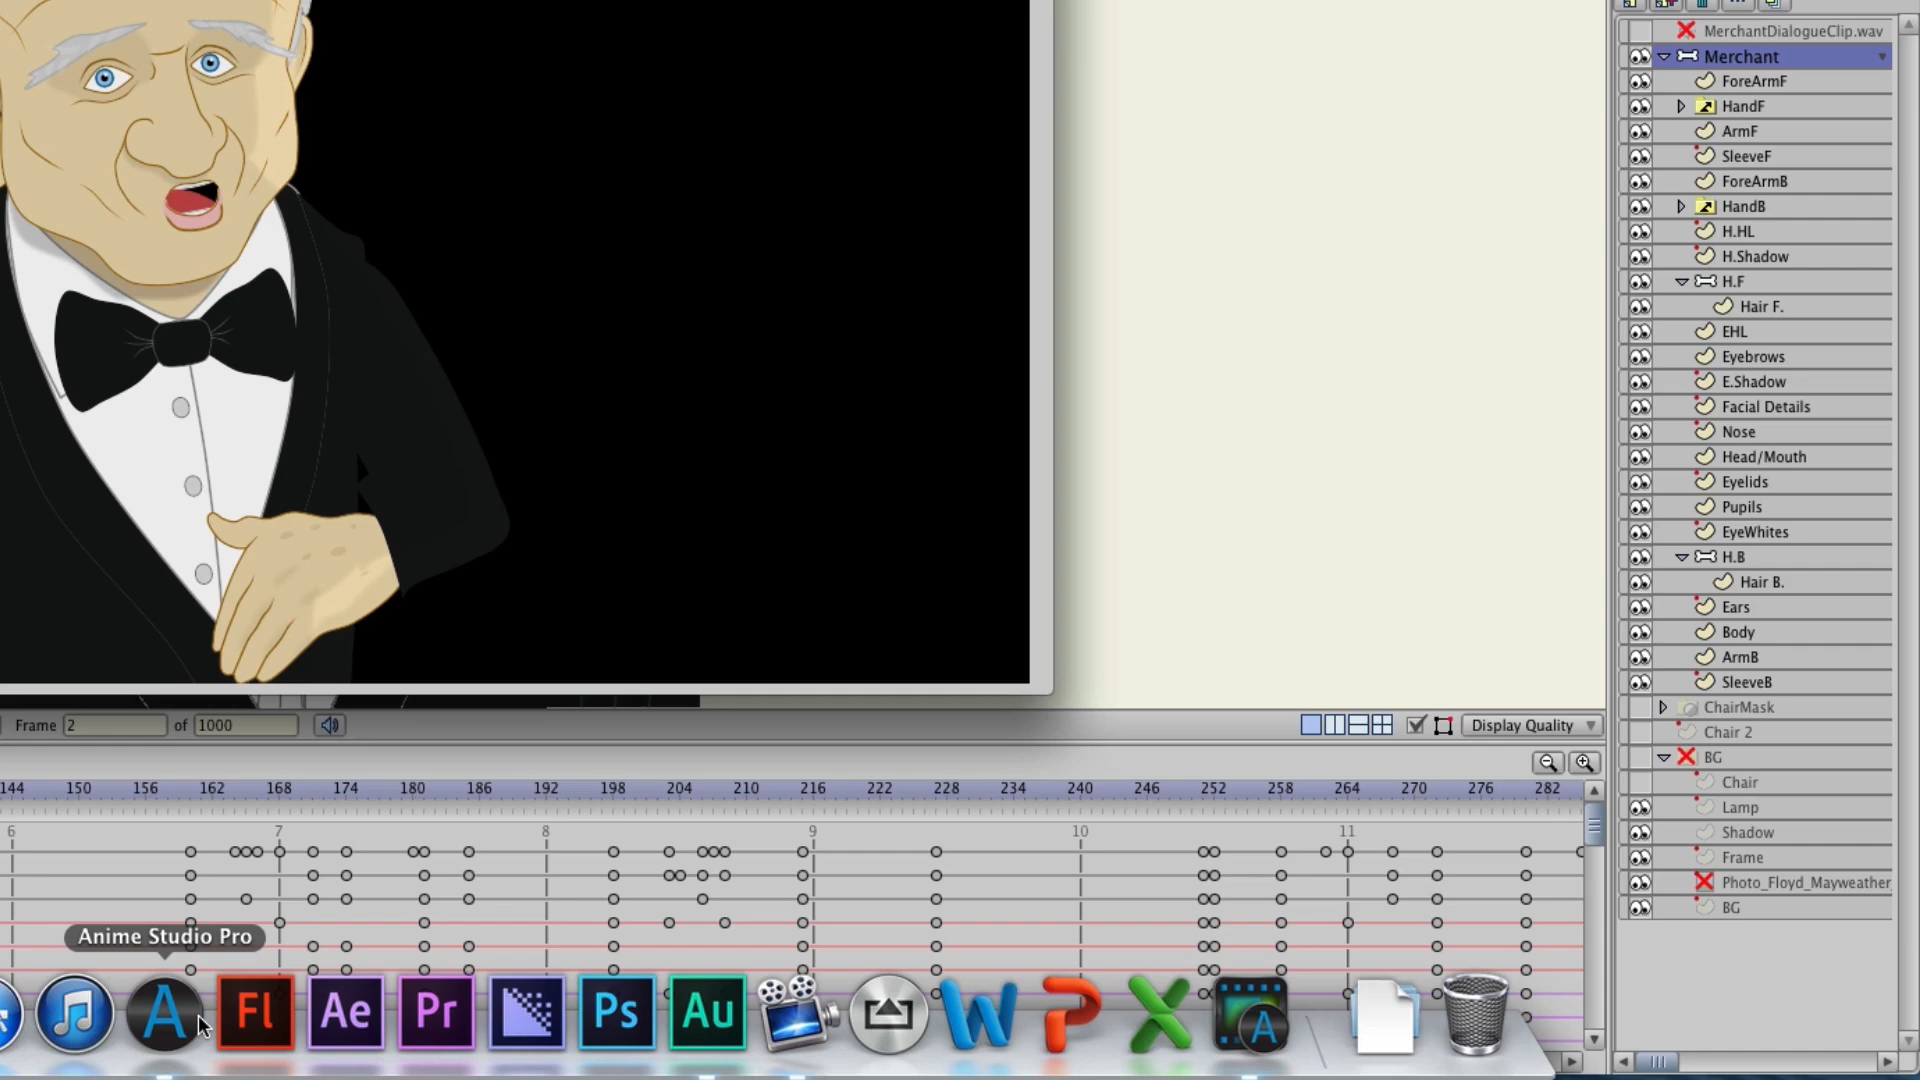 MerchantDialogueClip.wav
Merchant
ForeArmF
HandF
ArmF
SleeveF
ForeArmB
HandB
H.HL
H.Shadow
H.F
Hair F.
EHL
Eyebrows
E.Shadow
Facial Details
Nose
Head/Mouth
Eyelids
Pupils
EyeWhites
H.B
Hair B.
Ears
Body
ArmB
SleeveB
ChairMask
Chair 2
BG
Chair
Lamp
Shadow
Frame
Photo_Floyd_Mayweather
BG
Frame 2 of 1000
Display Quality
144 150 156 162 168 174 180 186 192 198 204 210 216 222 228 234 240 246 252 258 264 270 276 282
6 7 8 9 10 11
Anime Studio Pro
A Fl Ae Pr Ps Au W P X A